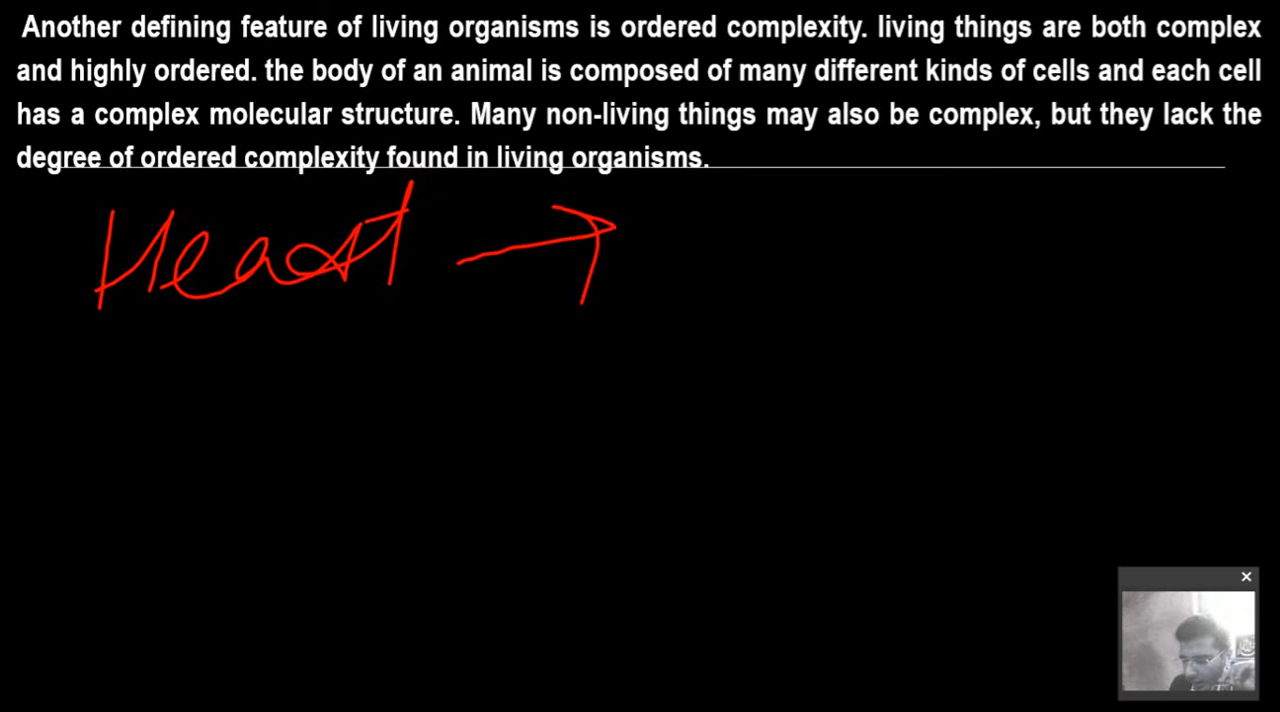 Another defining feature of living organisms is ordered complexity. living things are both complex
and highly ordered. the body of an animal is composed of many different kinds of cells and each cell
has a complex molecular structure. Many non-living things may also be complex, but they lack the
degree of ordered complexity found in living organisms.
Heart →